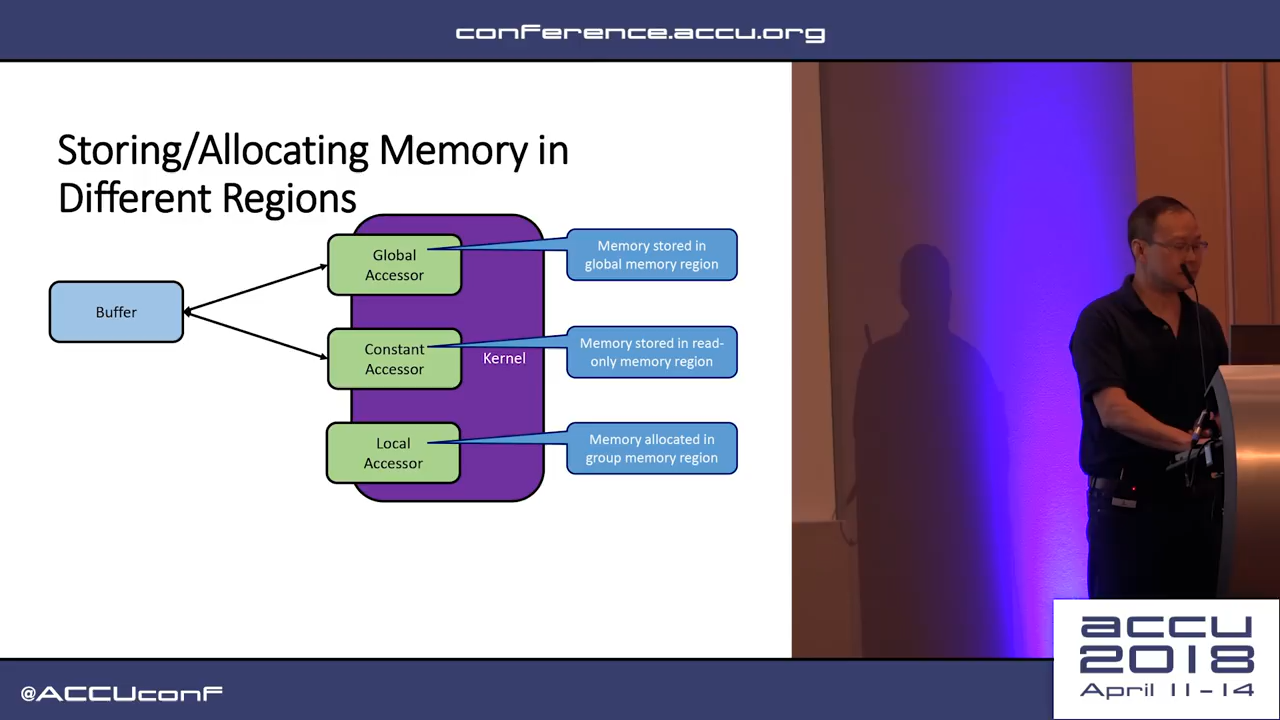 conference.accu.org
Storing/Allocating Memory in
Different Regions
Buffer
Global
Accessor
Memory stored in
global memory region
Constant
Accessor
Kernel
Memory stored in read-
only memory region
Local
Accessor
Memory allocated in
group memory region
@ACCUconf
accu
2018
April 11-14